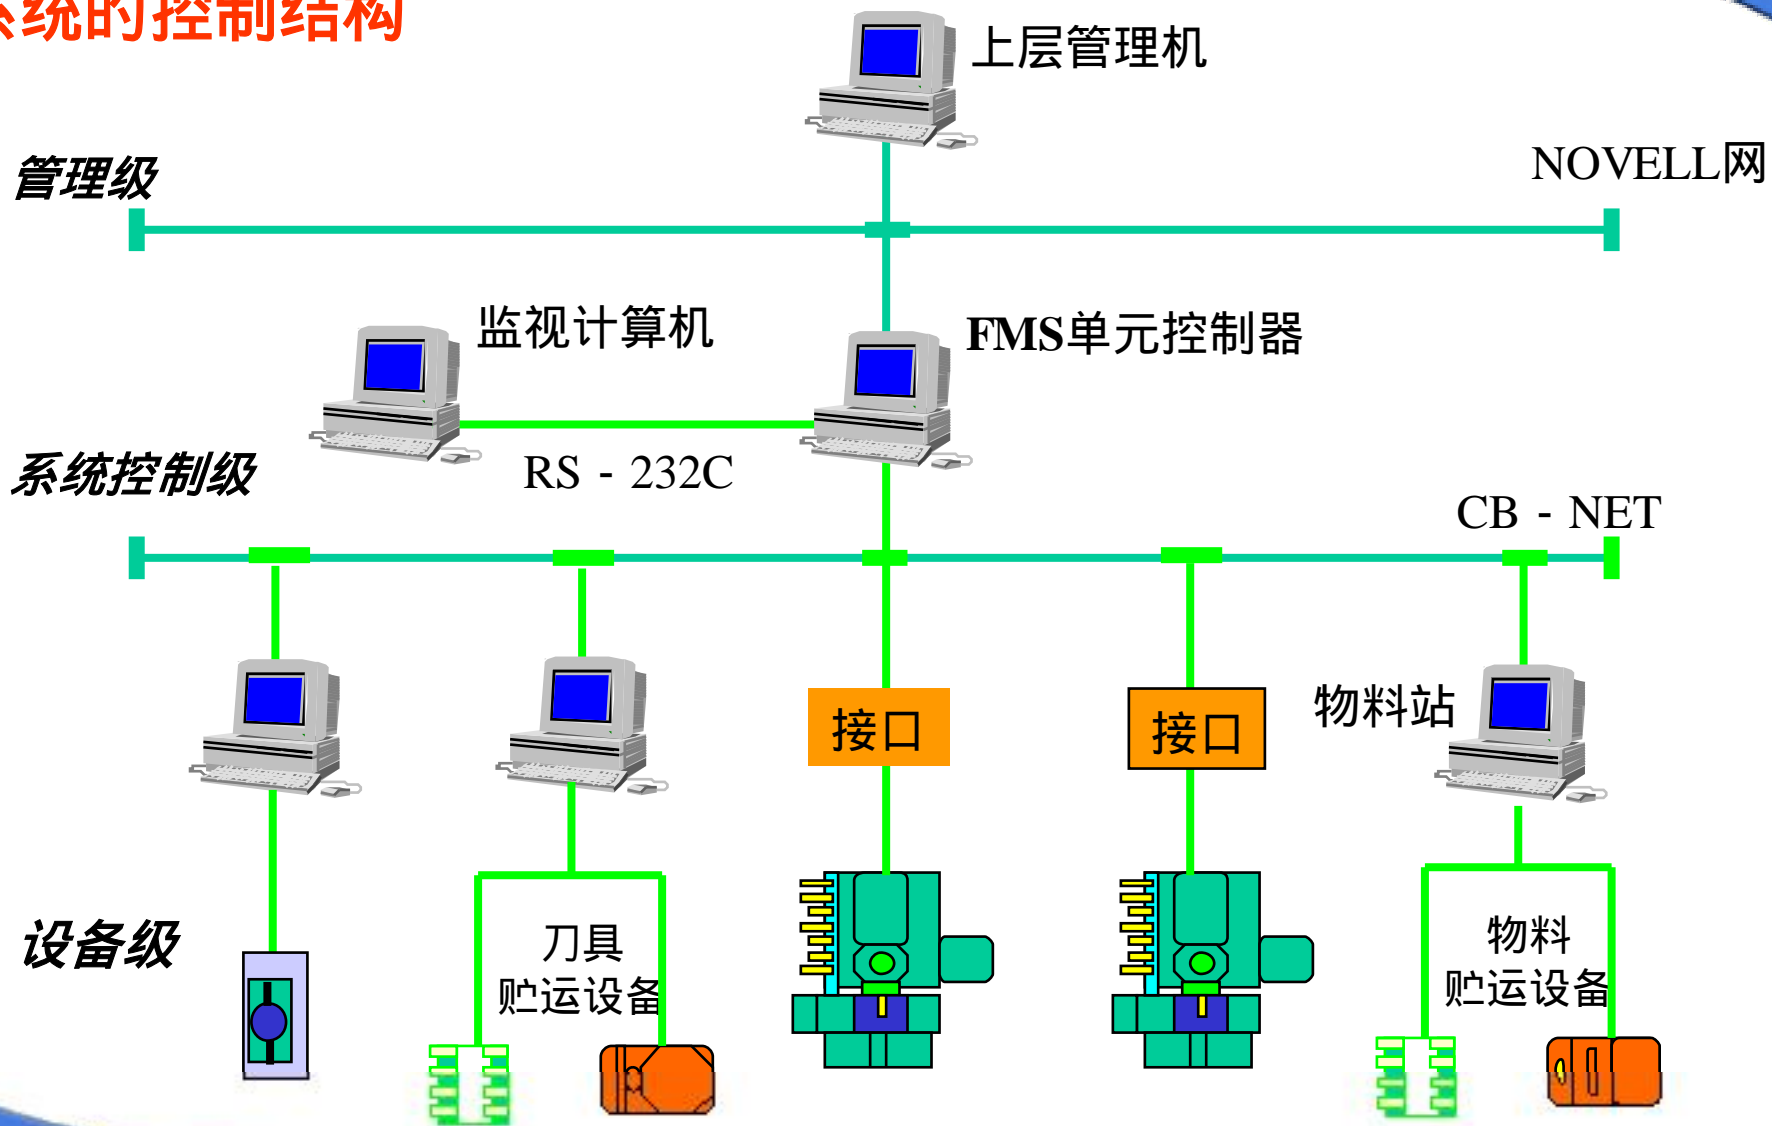 系统的控制结构
上层管理机
管理级
NOVELL网
监视计算机
FMS单元控制器
系统控制级
RS - 232C
CB - NET
接口
接口
物料站
设备级
刀具
贮运设备
物料
贮运设备